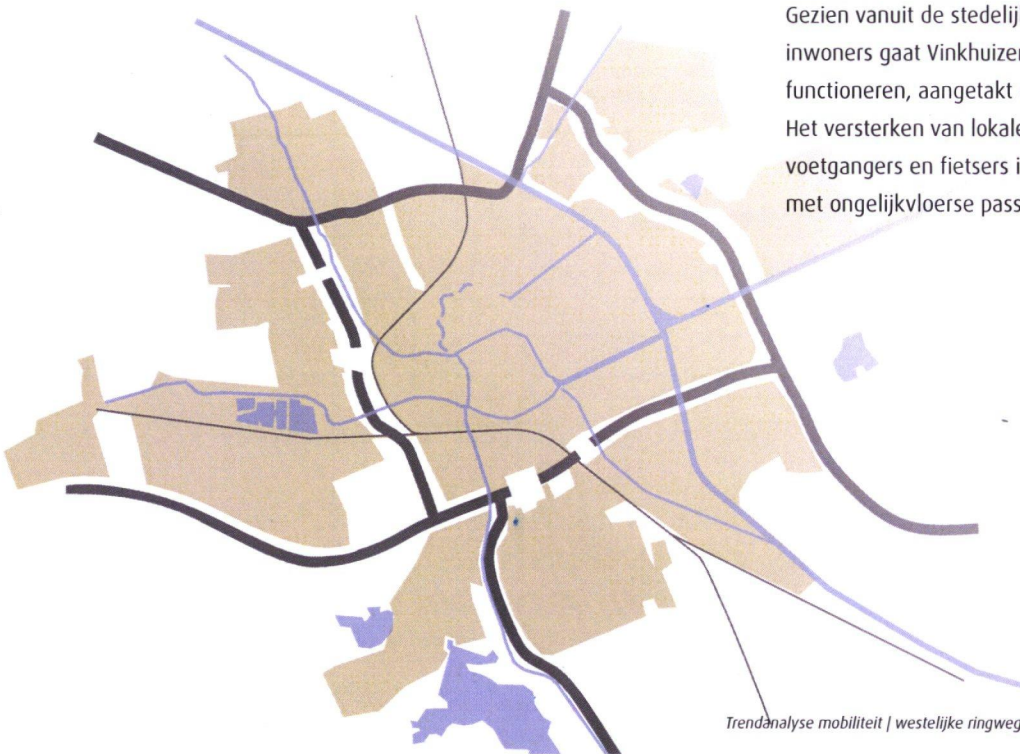 Gezien vanuit de stedelij
inwoners gaat Vinkhuizen
functioneren, aangetakt
Het versterken van lokale
voetgangers en fietsers i
met ongelijkvloerse pass
Trendanalyse mobiliteit | westelijke ringweg